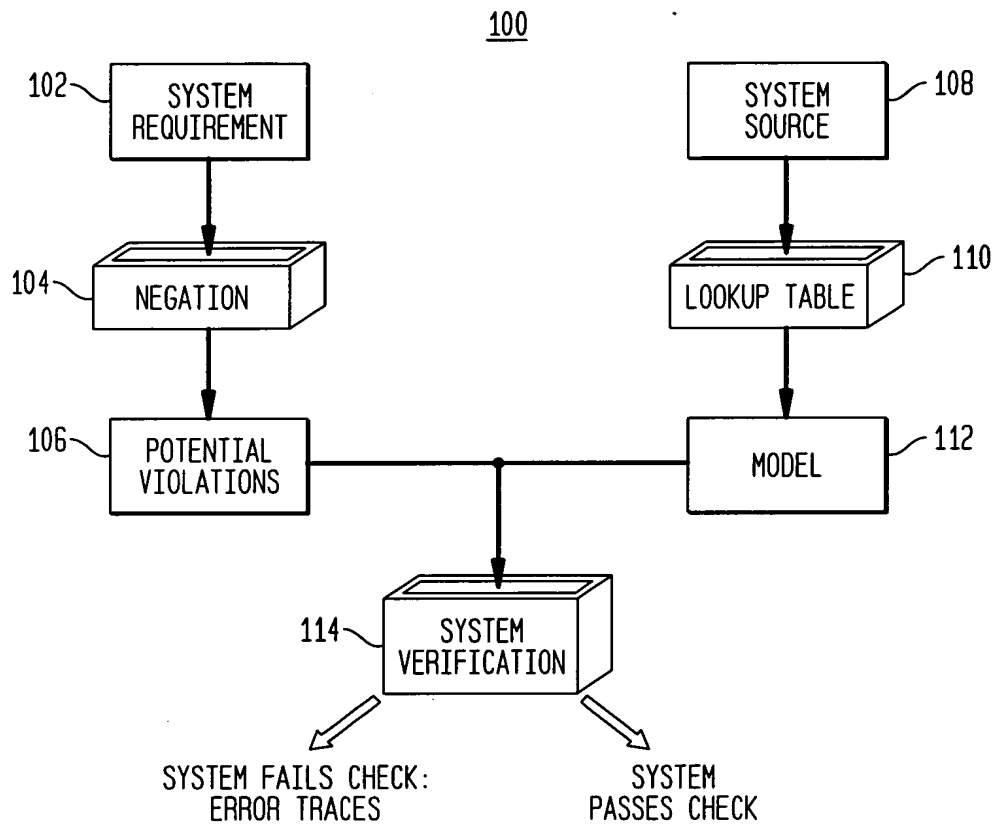 100
102
SYSTEM
REQUIREMENT
SYSTEM
SOURCE
108
104
NEGATION
LOOKUP TABLE
110
106
POTENTIAL
VIOLATIONS
MODEL
112
114
SYSTEM
VERIFICATION
SYSTEM FAILS CHECK:
ERROR TRACES
SYSTEM
PASSES CHECK